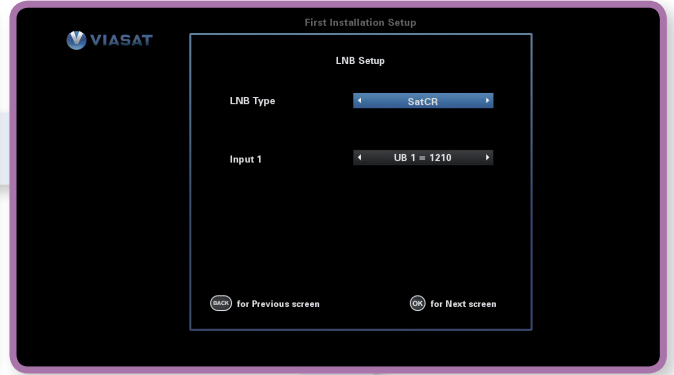 First Installation Setup
VIASAT
LNB Setup
LNB Type SatCR
Input 1 UB 1 = 1210
BACK for Previous screen OK for Next screen